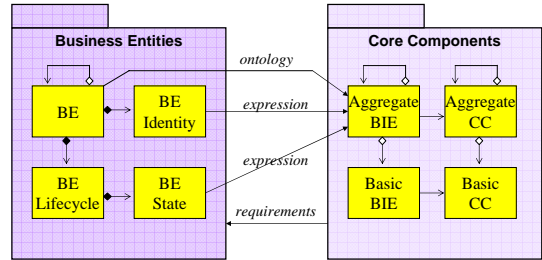 Business Entities
Core Components
ontology
BE
BE
Identity
expression
Aggregate
BIE
Aggregate
CC
expression
BE
Lifecycle
BE
State
Basic
BIE
Basic
CC
requirements